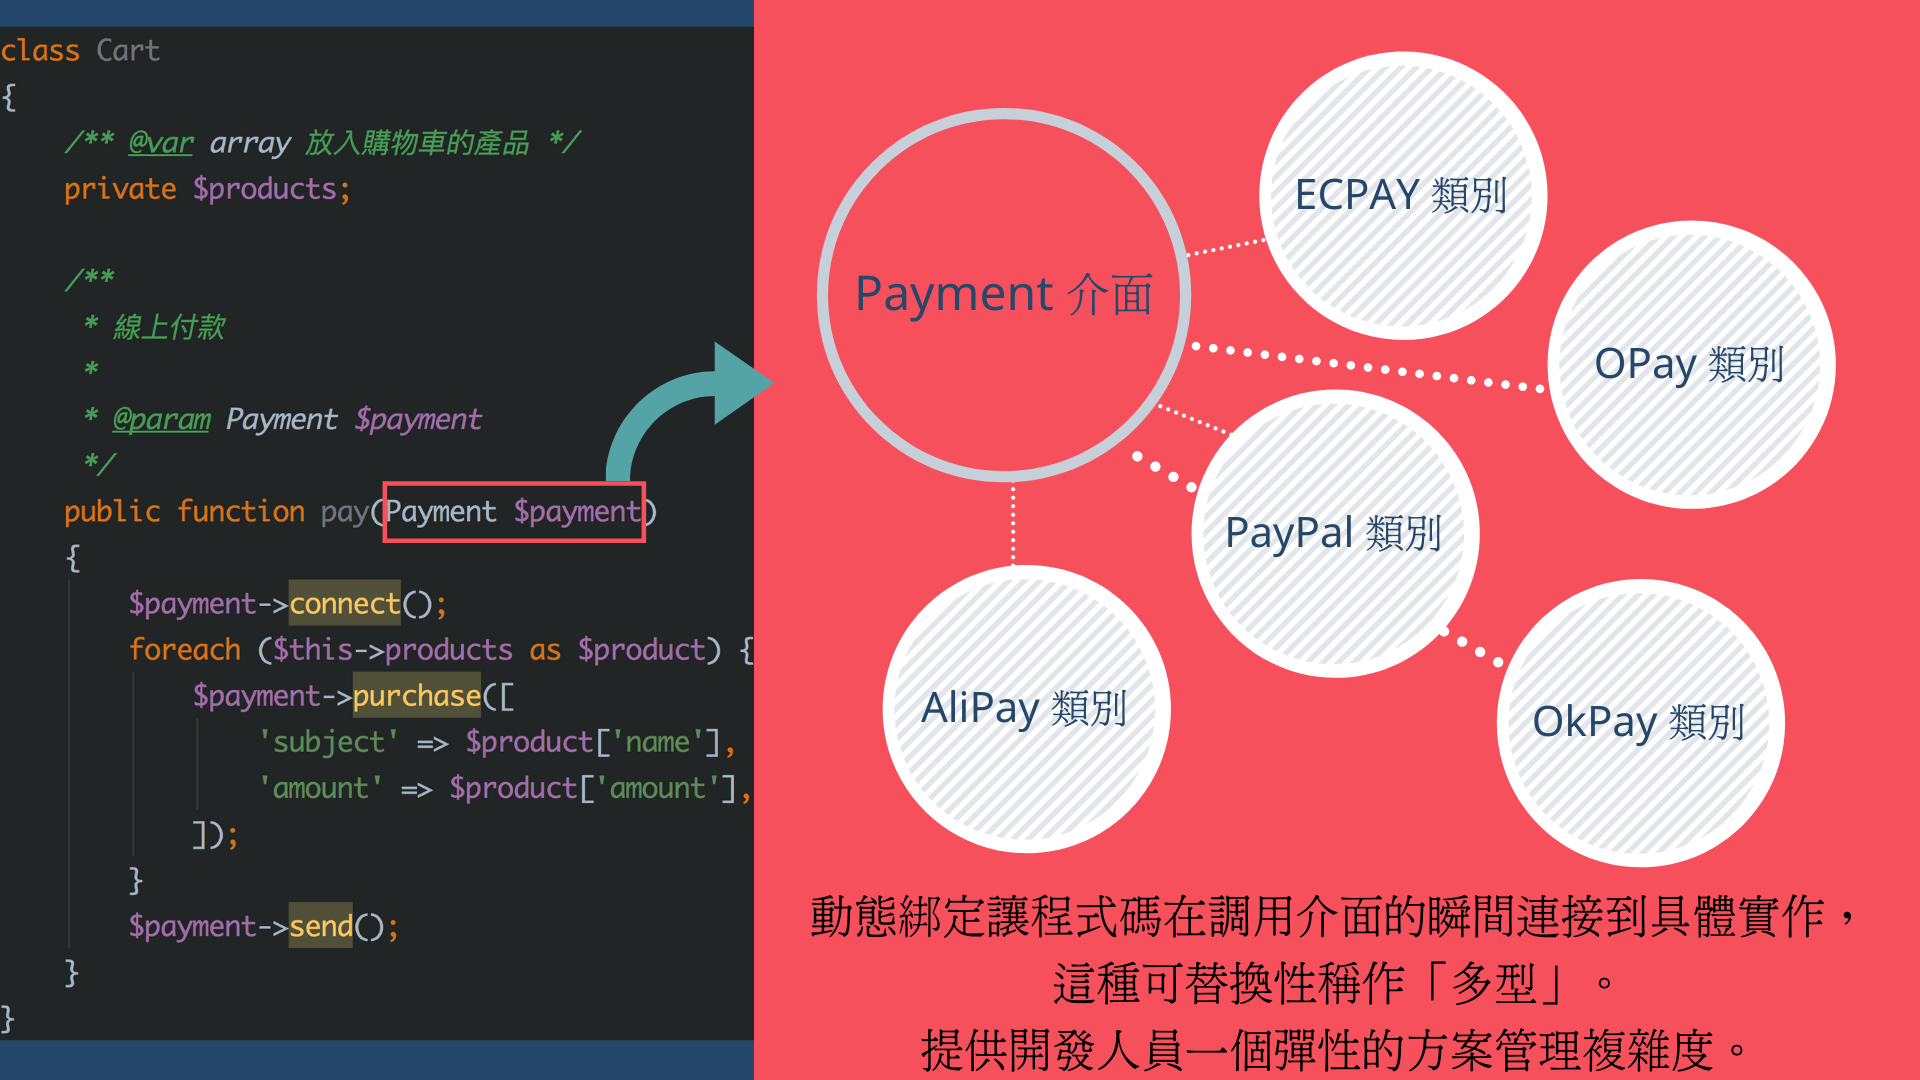 class Cart
{
/** @var array 放入購物車的產品 */
private $products;
/**
* 線上付款
*
* @param Payment $payment
*/
public function pay(Payment $payment)
{
$payment->connect();
foreach ($this->products as $product) {
$payment->purchase([
'subject' => $product['name'],
'amount' => $product['amount'],
]);
}
$payment->send();
}
}
Payment 介面
ECPAY 類別
OPay 類別
PayPal 類別
AliPay 類別
OkPay 類別
動態綁定讓程式碼在調用介面的瞬間連接到具體實作，
這種可替換性稱作「多型」。
提供開發人員一個彈性的方案管理複雜度。